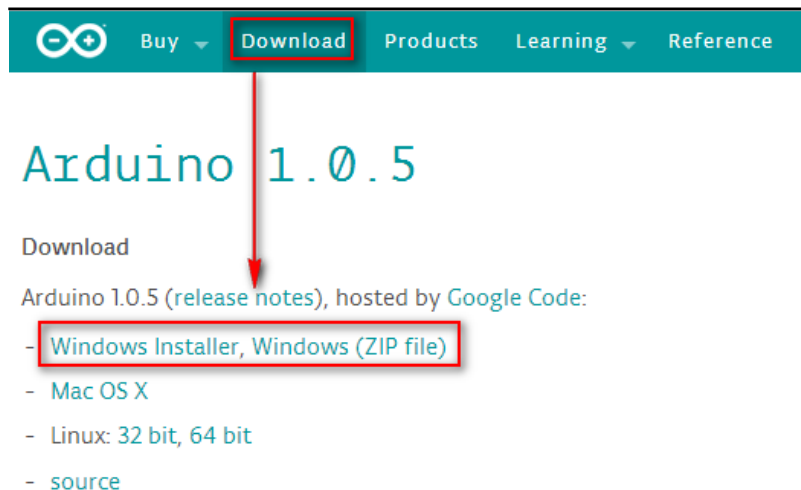 Buy Download Products Learning Reference
Arduino 1.0.5
Download
Arduino 1.0.5 (release notes), hosted by Google Code:
- Windows Installer, Windows (ZIP file)
- Mac OS X
- Linux: 32 bit, 64 bit
- source